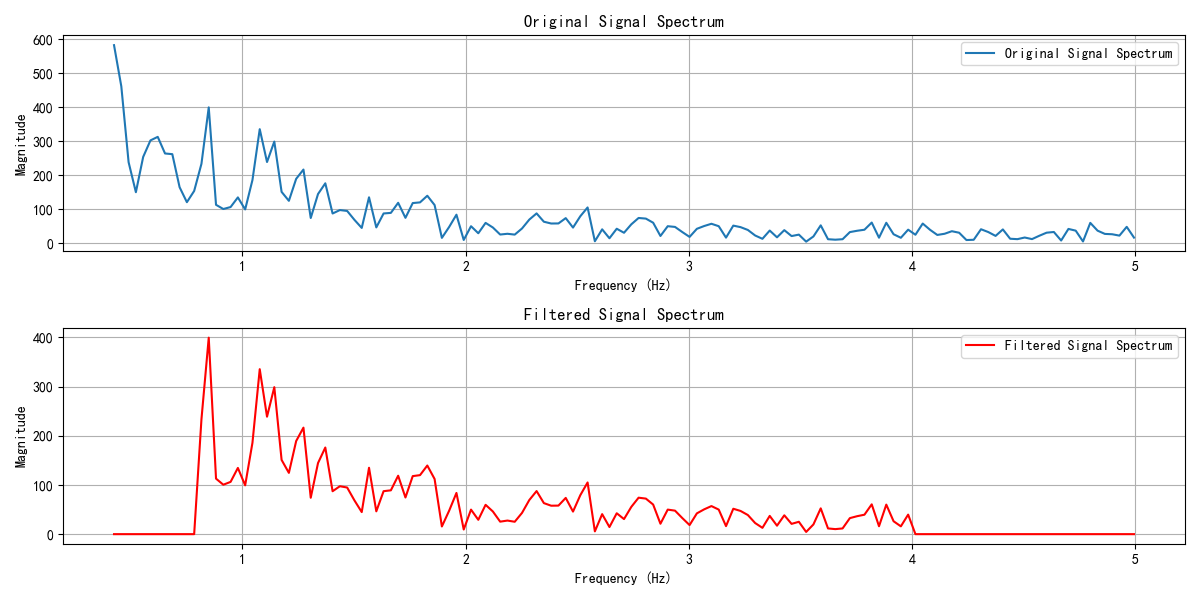 Original Signal Spectrum
600
500
400
300
200
100
0
Magnitude
Original Signal Spectrum
1 2 3 4 5
Frequency (Hz)
Filtered Signal Spectrum
400
300
200
100
0
Magnitude
Filtered Signal Spectrum
1 2 3 4 5
Frequency (Hz)